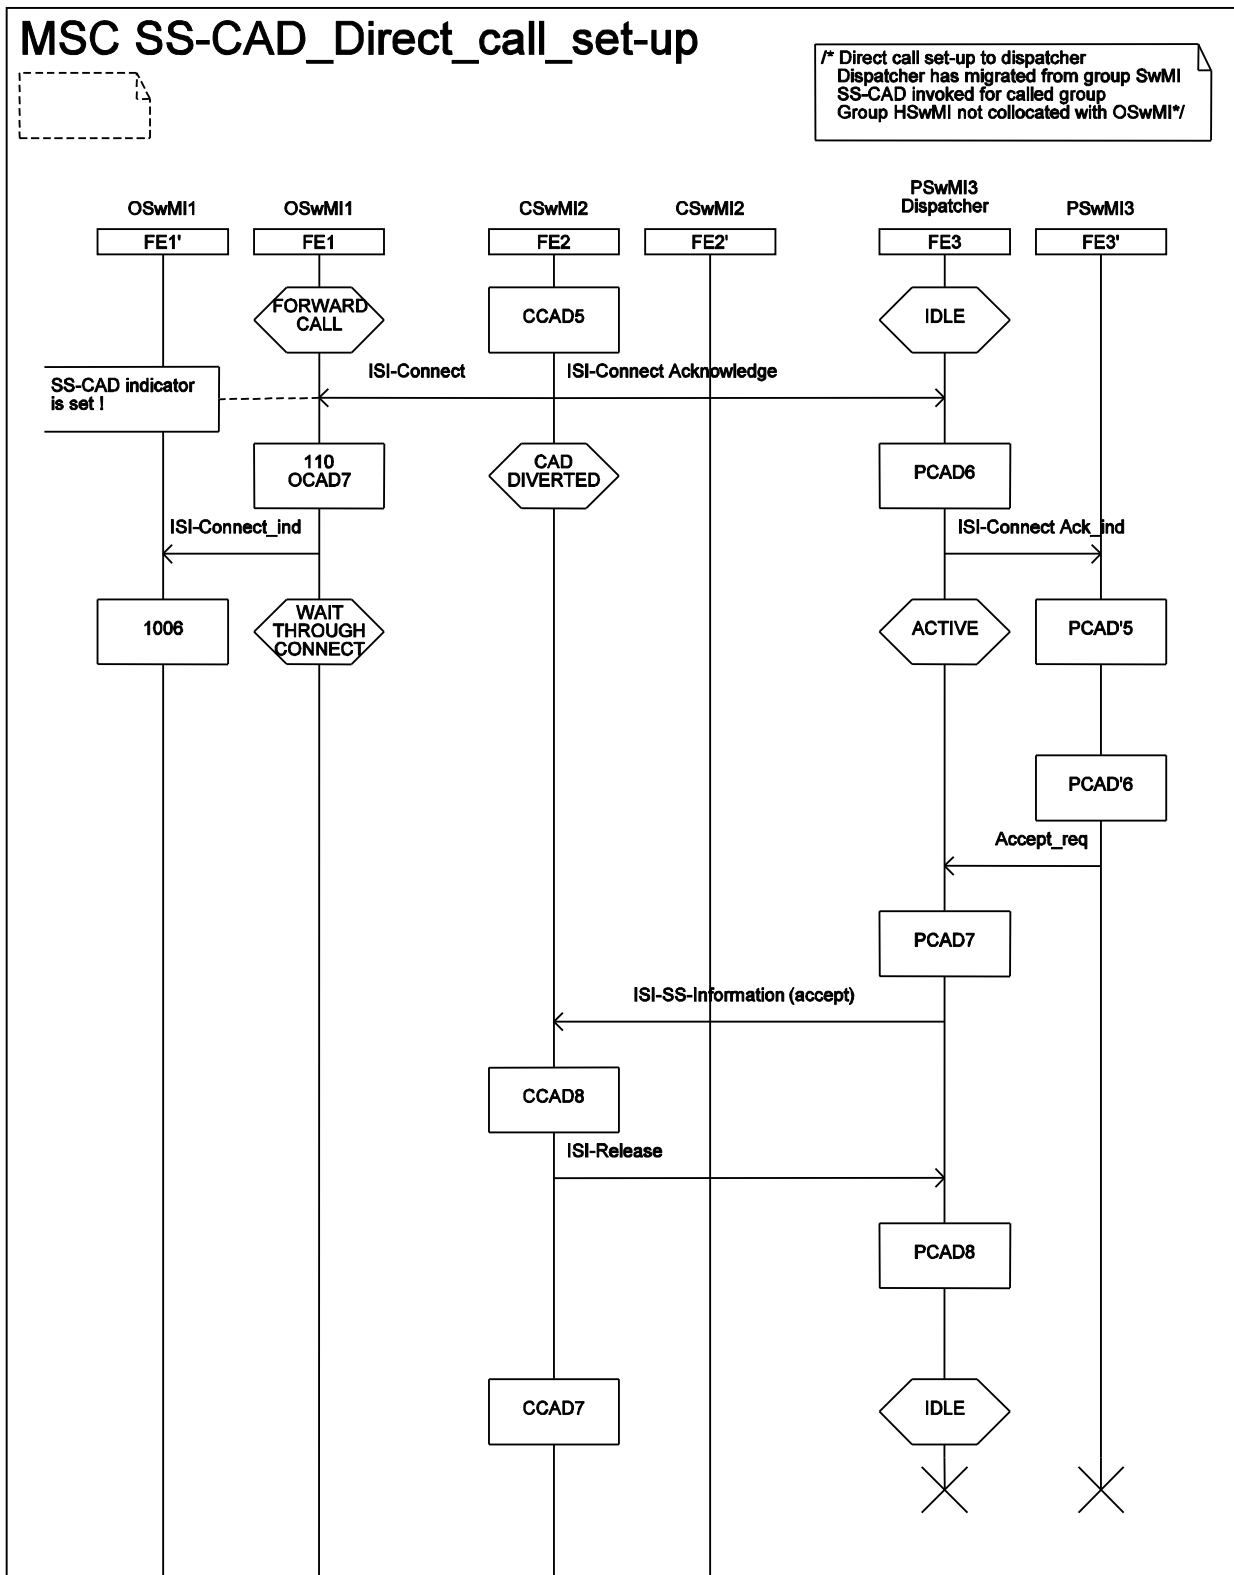 MSC SS-CAD_Direct_call_set-up
/* Direct call set-up to dispatcher
Dispatcher has migrated from group SwMI
SS-CAD invoked for called group
Group HSwMI not collocated with OSwMI*/
OSwMI1
OSwMI1
CSwMI2
CSwMI2
PSwMI3
Dispatcher
PSwMI3
FE1'
FE1
FE2
FE2'
FE3
FE3'
FORWARD
CALL
CCAD5
IDLE
SS-CAD indicator
is set !
ISI-Connect
ISI-Connect Acknowledge
110
OCAD7
CAD
DIVERTED
PCAD6
ISI-Connect_ind
ISI-Connect Ack_ind
1006
WAIT
THROUGH
CONNECT
ACTIVE
PCAD'5
PCAD'6
Accept_req
PCAD7
ISI-SS-Information (accept)
CCAD8
ISI-Release
PCAD8
CCAD7
IDLE